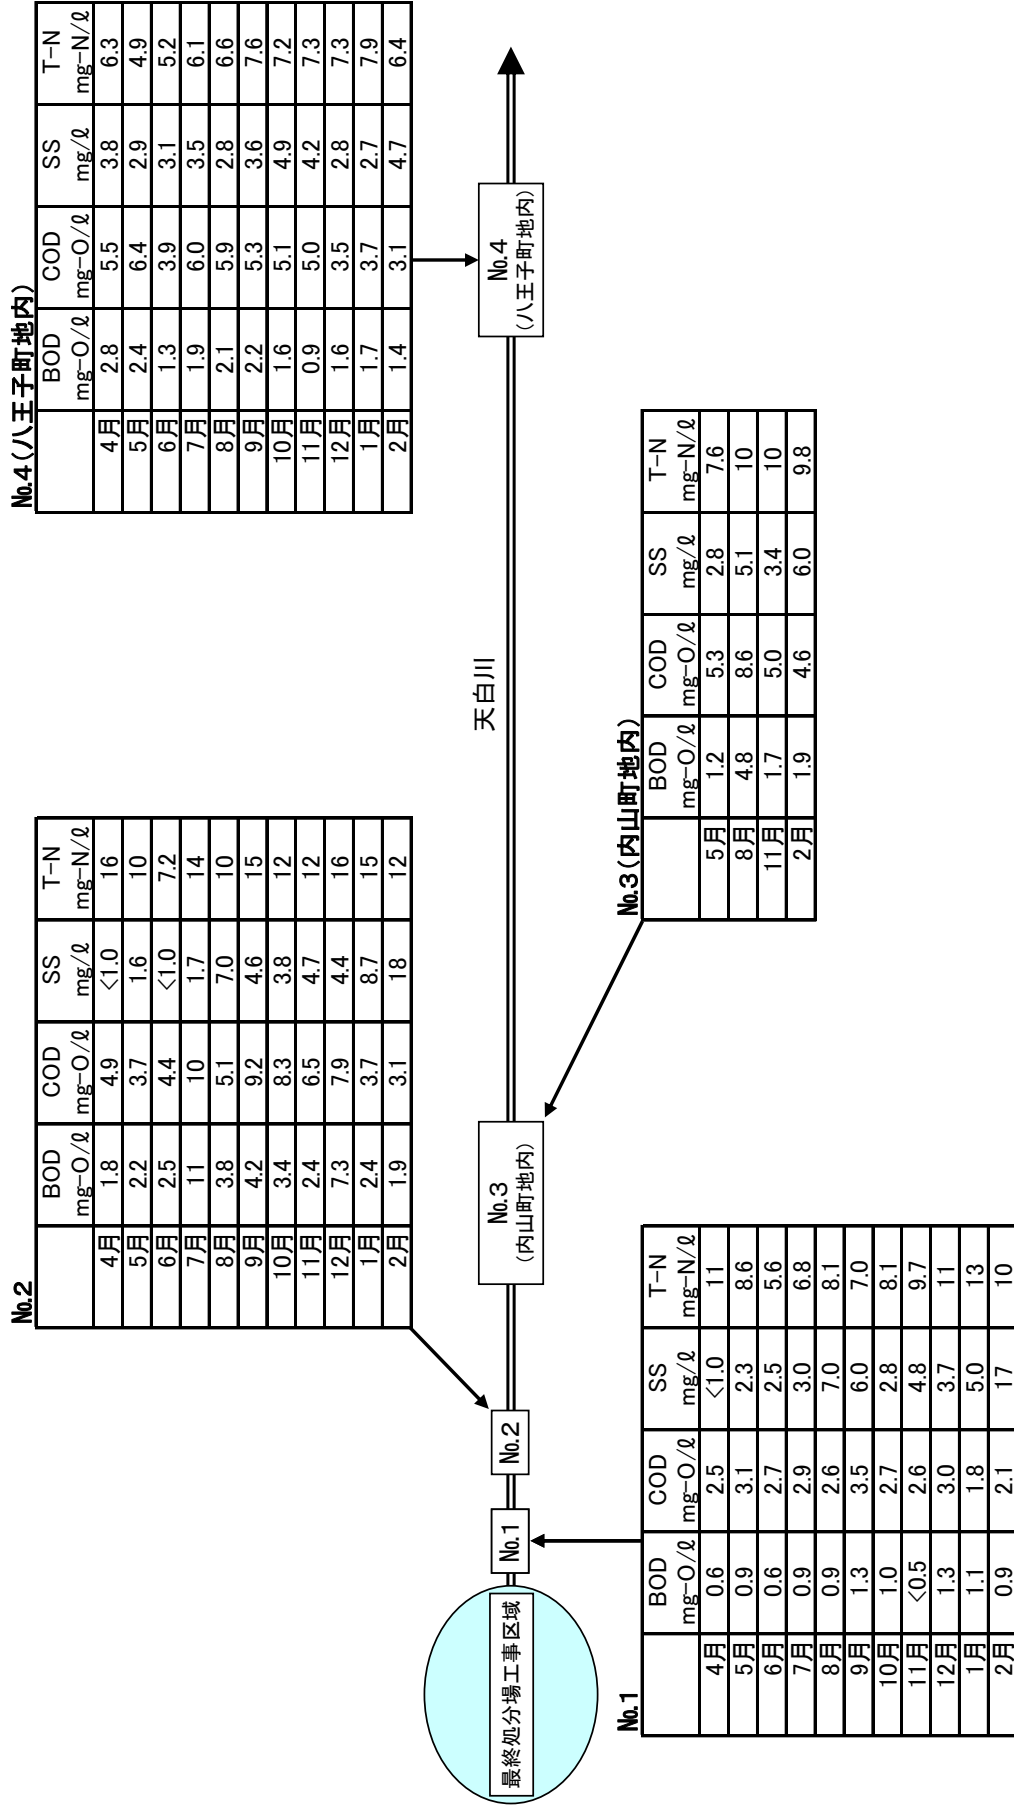 No.2
BOD COD SS T-N
mg-O/ℓ mg-O/ℓ mg/ℓ mg-N/ℓ
4月 1.8 4.9 <1.0 16
5月 2.2 3.7 1.6 10
6月 2.5 4.4 <1.0 7.2
7月 11 10 1.7 14
8月 3.8 5.1 7.0 10
9月 4.2 9.2 4.6 15
10月 3.4 8.3 3.8 12
11月 2.4 6.5 4.7 12
12月 7.3 7.9 4.4 16
1月 2.4 3.7 8.7 15
2月 1.9 3.1 18 12
No.4(八王子町地内)
BOD COD SS T-N
mg-O/ℓ mg-O/ℓ mg/ℓ mg-N/ℓ
4月 2.8 5.5 3.8 6.3
5月 2.4 6.4 2.9 4.9
6月 1.3 3.9 3.1 5.2
7月 1.9 6.0 3.5 6.1
8月 2.1 5.9 2.8 6.6
9月 2.2 5.3 3.6 7.6
10月 1.6 5.1 4.9 7.2
11月 0.9 5.0 4.2 7.3
12月 1.6 3.5 2.8 7.3
1月 1.7 3.7 2.7 7.9
2月 1.4 3.1 4.7 6.4
天白川
最終処分場工事区域
No.1
No.2
No.3
(内山町地内)
No.4
(八王子町地内)
No.1
BOD COD SS T-N
mg-O/ℓ mg-O/ℓ mg/ℓ mg-N/ℓ
4月 0.6 2.5 <1.0 11
5月 0.9 3.1 2.3 8.6
6月 0.6 2.7 2.5 5.6
7月 0.9 2.9 3.0 6.8
8月 0.9 2.6 7.0 8.1
9月 1.3 3.5 6.0 7.0
10月 1.0 2.7 2.8 8.1
11月 <0.5 2.6 4.8 9.7
12月 1.3 3.0 3.7 11
1月 1.1 1.8 5.0 13
2月 0.9 2.1 17 10
No.3(内山町地内)
BOD COD SS T-N
mg-O/ℓ mg-O/ℓ mg/ℓ mg-N/ℓ
5月 1.2 5.3 2.8 7.6
8月 4.8 8.6 5.1 10
11月 1.7 5.0 3.4 10
2月 1.9 4.6 6.0 9.8